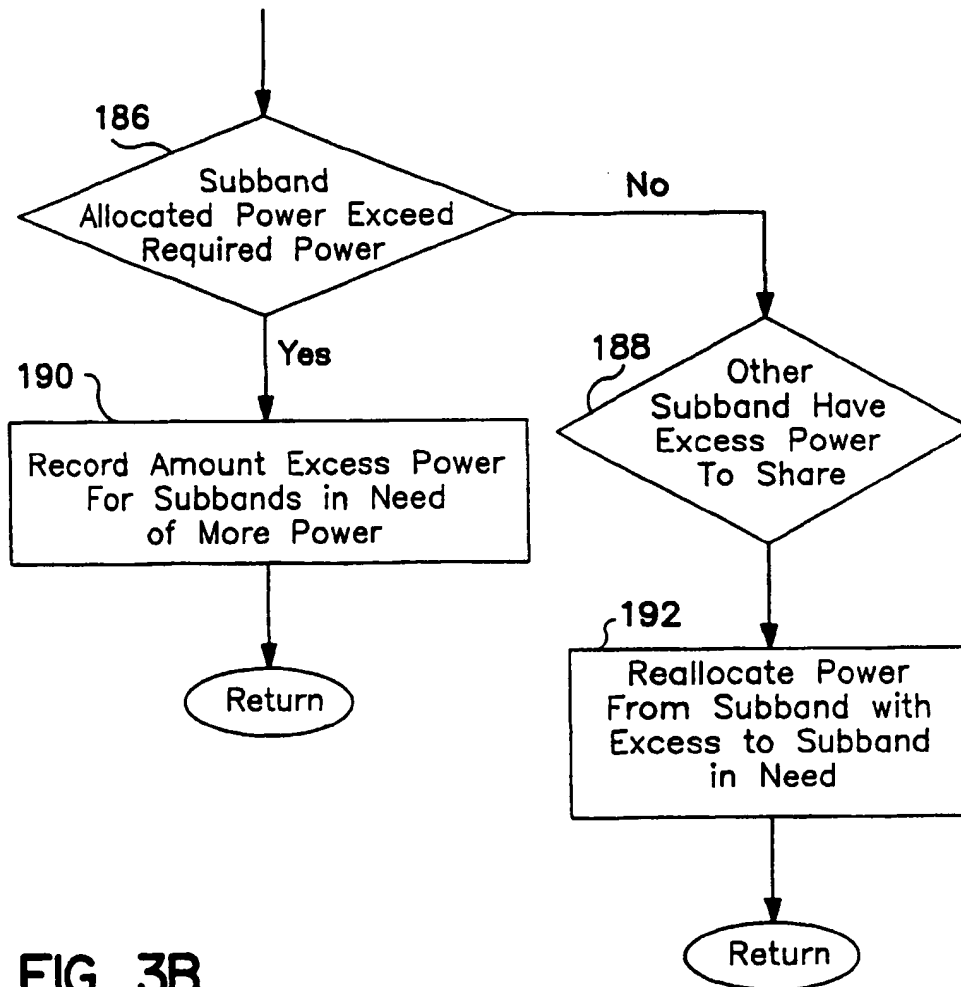 186
Subband
Allocated Power Exceed
Required Power
No
Yes
190
Record Amount Excess Power
For Subbands in Need
of More Power
Return
188
Other
Subband Have
Excess Power
To Share
192
Reallocate Power
From Subband with
Excess to Subband
in Need
Return
FIG. 3B